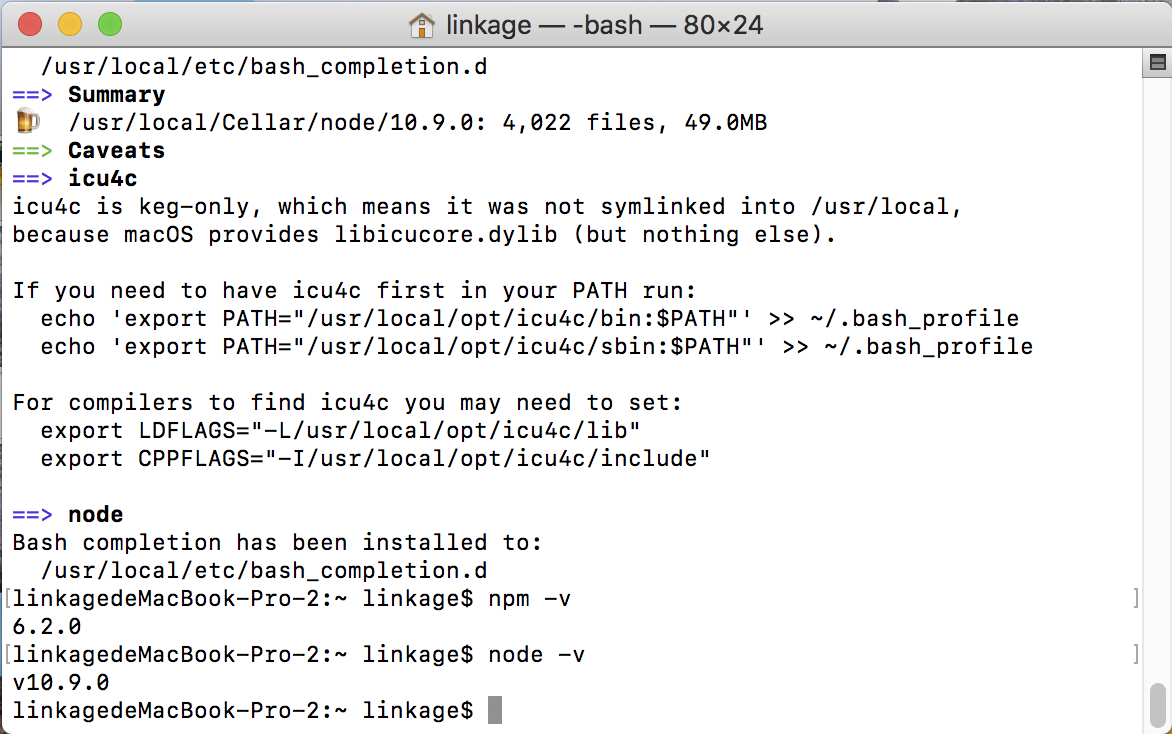 linkage — -bash — 80×24
/usr/local/etc/bash_completion.d
==> Summary
🍺  /usr/local/Cellar/node/10.9.0: 4,022 files, 49.0MB
==> Caveats
==> icu4c
icu4c is keg-only, which means it was not symlinked into /usr/local,
because macOS provides libicucore.dylib (but nothing else).
If you need to have icu4c first in your PATH run:
  echo 'export PATH="/usr/local/opt/icu4c/bin:$PATH"' >> ~/.bash_profile
  echo 'export PATH="/usr/local/opt/icu4c/sbin:$PATH"' >> ~/.bash_profile
For compilers to find icu4c you may need to set:
  export LDFLAGS="-L/usr/local/opt/icu4c/lib"
  export CPPFLAGS="-I/usr/local/opt/icu4c/include"
==> node
Bash completion has been installed to:
  /usr/local/etc/bash_completion.d
[linkagedeMacBook-Pro-2:~ linkage$ npm -v ]
6.2.0
[linkagedeMacBook-Pro-2:~ linkage$ node -v ]
v10.9.0
linkagedeMacBook-Pro-2:~ linkage$